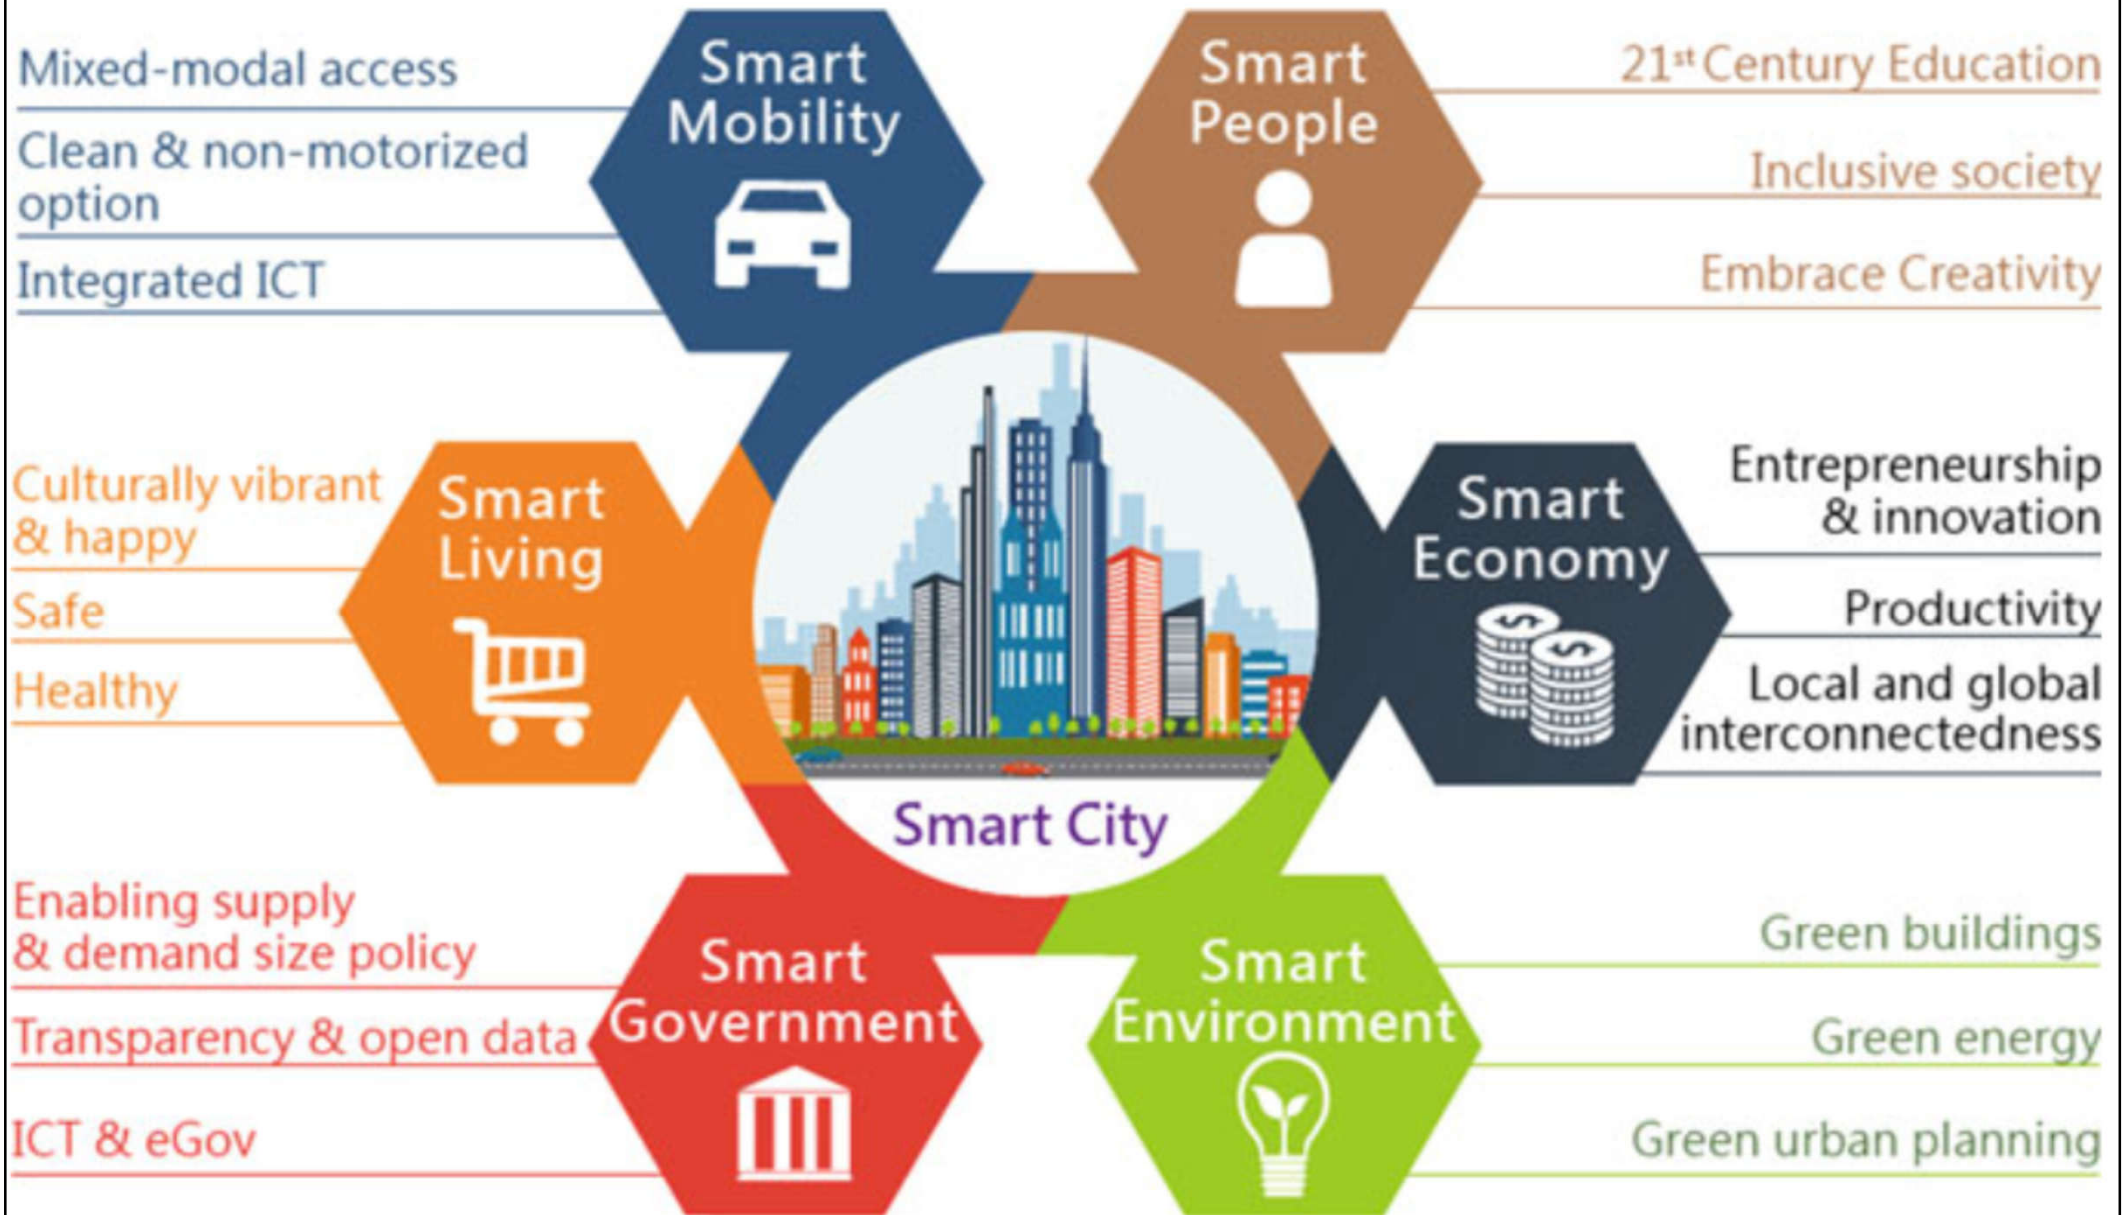 Smart
Mobility
Mixed-modal access
Clean & non-motorized
option
Integrated ICT
Smart
People
21st Century Education
Inclusive society
Embrace Creativity
Smart
Living
Culturally vibrant
& happy
Safe
Healthy
Smart
Economy
Entrepreneurship
& innovation
Productivity
Local and global
interconnectedness
Smart City
Smart
Government
Enabling supply
& demand size policy
Transparency & open data
ICT & eGov
Smart
Environment
Green buildings
Green energy
Green urban planning